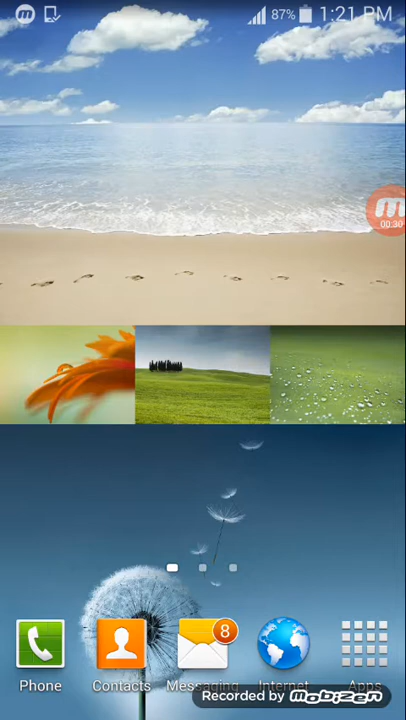 87% 1:21 PM
m
00:30
8
Phone Contacts Messaging Internet Apps
Recorded by Mobizen